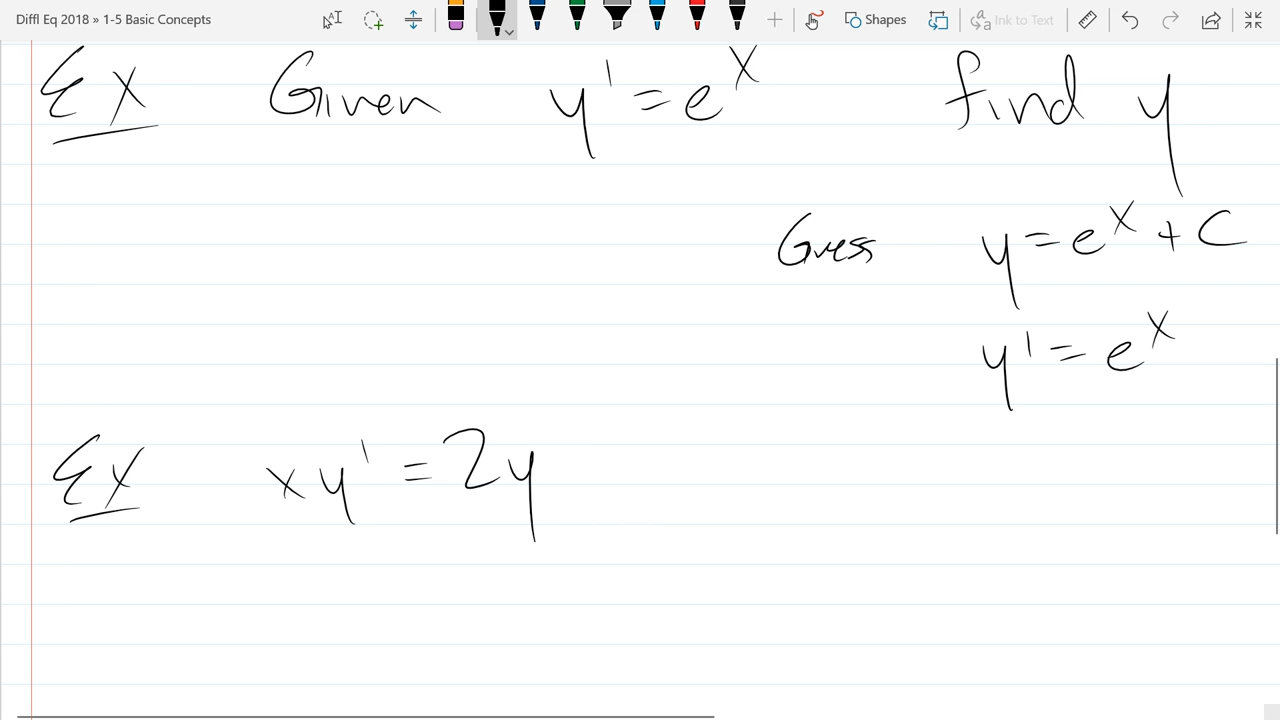 Diffl Eq 2018 » 1-5 Basic Concepts Shapes Ink to Text
Ex Given y' = e^x find y
Guess y = e^x + C
y' = e^x
Ex xy' = 2y